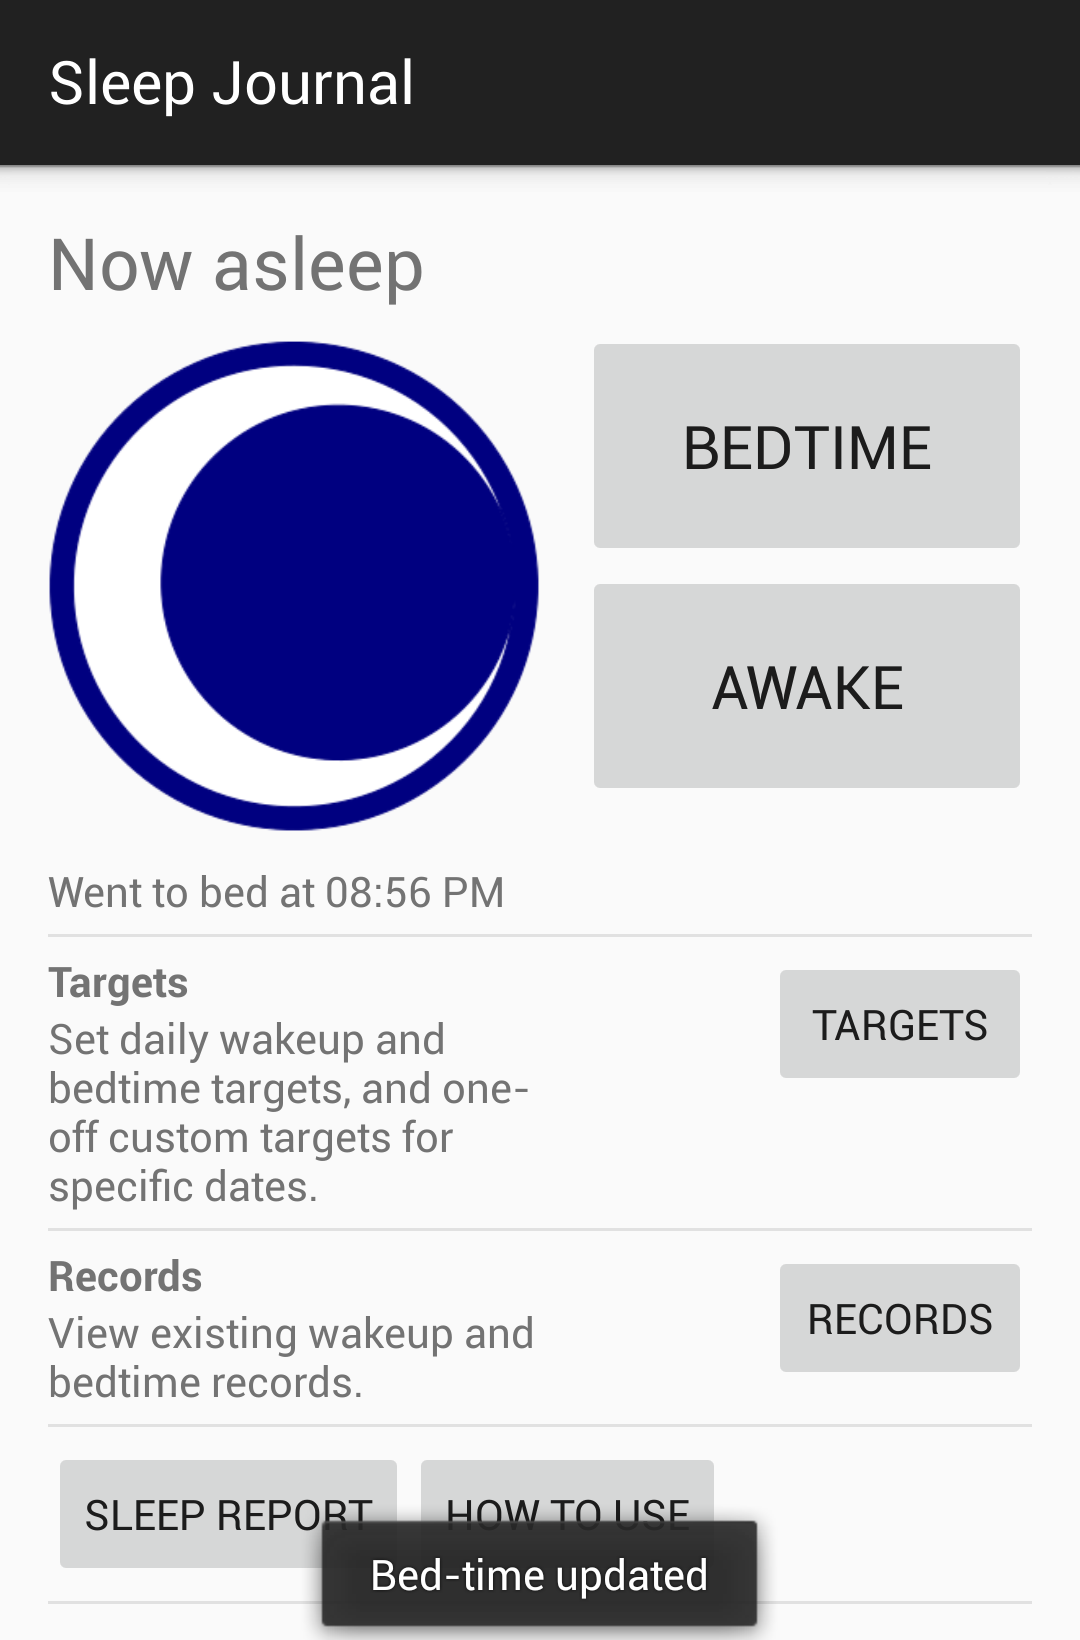 Sleep Journal
Now asleep
BEDTIME
AWAKE
Went to bed at 08:56 PM
Targets
TARGETS
Set daily wakeup and
bedtime targets, and one-
off custom targets for
specific dates.
Records
RECORDS
View existing wakeup and
bedtime records.
SLEEP REPORT
HOW TO USE
Bed-time updated